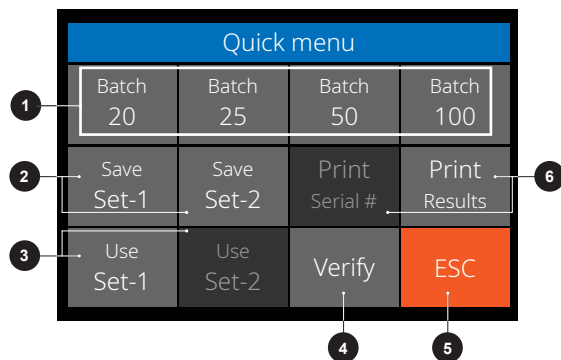 Quick menu
Batch Batch Batch Batch
1 20 25 50 100
2 Save Save Print Print 6
Set-1 Set-2 Serial # Results
3 Use Use Verify ESC
Set-1 Set-2
4 5